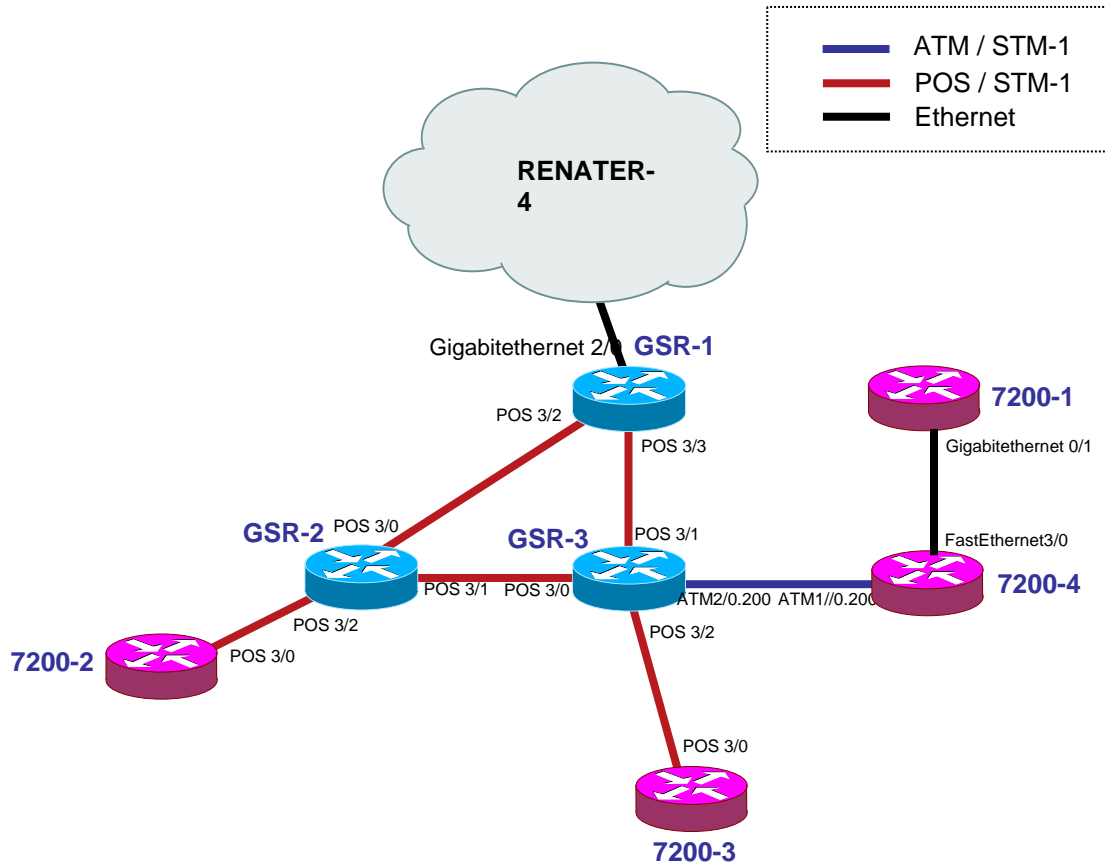 ATM / STM-1
POS / STM-1
Ethernet
RENATER-
4
Gigabitethernet 2/0
GSR-1
7200-1
POS 3/2
POS 3/3
Gigabitethernet 0/1
GSR-2
POS 3/0
GSR-3
POS 3/1
FastEthernet3/0
POS 3/1
POS 3/0
ATM2/0.200
ATM1//0.200
7200-4
POS 3/2
POS 3/2
7200-2
POS 3/0
POS 3/0
7200-3